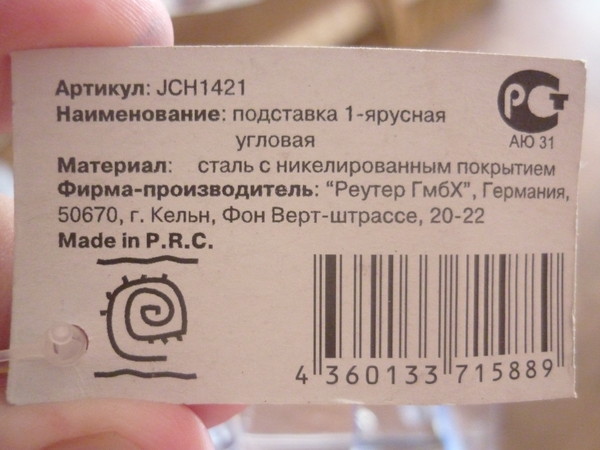 Артикул: JCH1421
Наименование: подставка 1-ярусная
угловая
РСТ
АЮ 31
Материал: сталь с никелированным покрытием
Фирма-производитель: “Реутер ГмбХ”, Германия,
50670, г. Кельн, Фон Верт-штрассе, 20-22
Made in P.R.C.
4 360133 715889